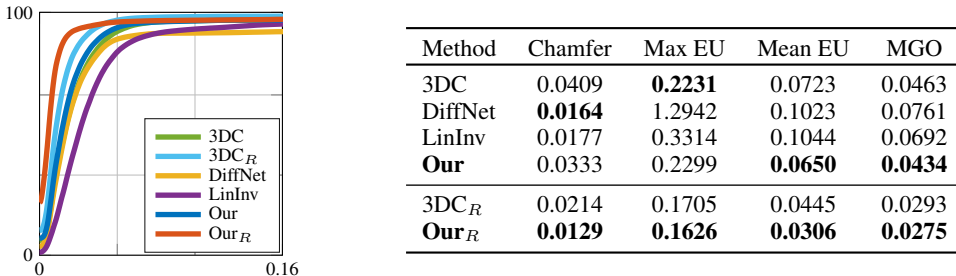 100
0
0
0.16
3DC
3DC_R
DiffNet
LinInv
Our
Our_R
Method Chamfer Max EU Mean EU MGO
3DC 0.0409 0.2231 0.0723 0.0463
DiffNet 0.0164 1.2942 0.1023 0.0761
LinInv 0.0177 0.3314 0.1044 0.0692
Our 0.0333 0.2299 0.0650 0.0434
3DC_R 0.0214 0.1705 0.0445 0.0293
Our_R 0.0129 0.1626 0.0306 0.0275